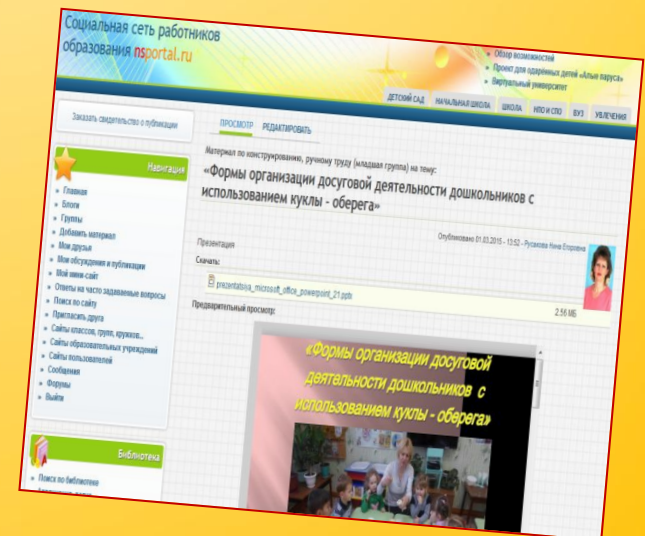 Социальная сеть работников
образования nsportal.ru
Обзор возможностей
Проект для одарённых детей «Алые паруса»
Виртуальный университет
ДЕТСКИЙ САД НАЧАЛЬНАЯ ШКОЛА ШКОЛА НПО И СПО ВУЗ УВЛЕЧЕНИЯ
Заказать свидетельство о публикации
Навигация
Главная
Блоги
Группы
Добавить материал
Мои друзья
Мои обсуждения и публикации
Мой мини-сайт
Ответы на часто задаваемые вопросы
Поиск по сайту
Пригласить друга
Сайты классов, групп, кружков...
Сайты образовательных учреждений
Сайты пользователей
Сообщения
Форумы
Выйти
Библиотека
Поиск по библиотеке
ПРОСМОТР РЕДАКТИРОВАТЬ
Материал по конструированию, ручному труду (младшая группа) на тему:
«Формы организации досуговой деятельности дошкольников с
использованием куклы - оберега»
Опубликовано 01.03.2015 - 13:52 - Русакова Нина Егоровна
Презентация
Скачать:
prezentatsiya_microsoft_office_powerpoint_21.pptx
2.56 МБ
Предварительный просмотр:
«Формы организации досуговой
деятельности дошкольников с
использованием куклы - оберега»